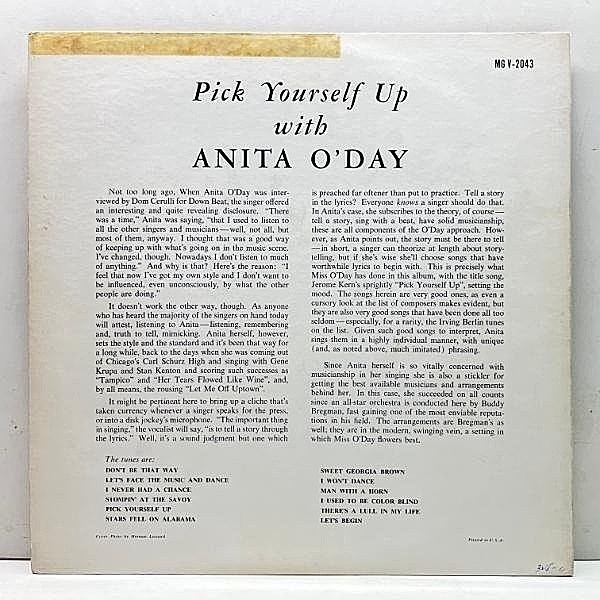 MG V-2043
Pick Yourself Up
with
ANITA O'DAY
Not too long ago, When Anita O'Day was inter-
viewed by Dom Cerulli for Down Beat, the singer offered
an interesting and quite revealing disclosure. "There
was a time," Anita was saying, "that I used to listen to
all the other singers and musicians—well, not all, but
most of them, anyway. I thought that was a good way
of keeping up with what's going on in the music scene.
I've changed, though. Nowadays I don't listen to much
of anything." And why is that? Here's the reason: "I
feel that now I've got my own style and I don't want to
be influenced, even unconsciously, by what the other
people are doing."
It doesn't work the other way, though. As anyone
who has heard the majority of the singers on hand today
will attest, listening to Anita—listening, remembering
and, truth to tell, mimicking. Anita herself, however,
sets the style and the standard and it's been that way for
a long while, back to the days when she was coming out
of Chicago's Carl Schurz High and singing with Gene
Krupa and Stan Kenton and scoring such successes as
"Tampico" and "Her Tears Flowed Like Wine", and,
by all means, the rousing "Let Me Off Uptown".
It might be pertinent here to bring up a cliche that's
taken currency whenever a singer speaks for the press,
or into a disk jockey's microphone. "The important thing
in singing," the vocalist will say, "is to tell a story through
the lyrics." Well, it's a sound judgment but one which
is preached far oftener than put to practice. Tell a story
in the lyrics? Everyone knows a singer should do that.
In Anita's case, she subscribes to the theory, of course—
tell a story, sing with a beat, have solid musicianship,
these are all components of the O'Day approach. How-
ever, as Anita points out, the story must be there to tell
—in short, a singer can theorize at length about story-
telling, but if she's wise she'll choose songs that have
worthwhile lyrics to begin with. This is precisely what
Miss O'Day has done in this album, with the title song,
Jerome Kern's sprightly "Pick Yourself Up", setting the
mood. The songs herein are very good ones, as even a
cursory look at the list of composers makes evident, but
they are also very good songs that have been done all too
seldom—especially, for a rarity, the Irving Berlin tunes
on the list. Given such good songs to interpret, Anita
sings them in a highly individual manner, with unique
(and, as noted above, much imitated) phrasing.
Since Anita herself is so vitally concerned with
musicianship in her singing she is also a stickler for
getting the best available musicians and arrangements
behind her. In this case, she succeeded on all counts
since an all-star orchestra is conducted here by Buddy
Bregman, fast gaining one of the most enviable reputa-
tions in his field. The arrangements are Bregman's as
well; they are in the modern, swinging vein, a setting in
which Miss O'Day flowers best.
The tunes are:
DON'T BE THAT WAY
LET'S FACE THE MUSIC AND DANCE
I NEVER HAD A CHANCE
STOMPIN' AT THE SAVOY
PICK YOURSELF UP
STARS FELL ON ALABAMA
SWEET GEORGIA BROWN
I WON'T DANCE
MAN WITH A HORN
I USED TO BE COLOR BLIND
THERE'S A LULL IN MY LIFE
LET'S BEGIN
Cover Photo by Herman Leonard
Printed in U.S.A.